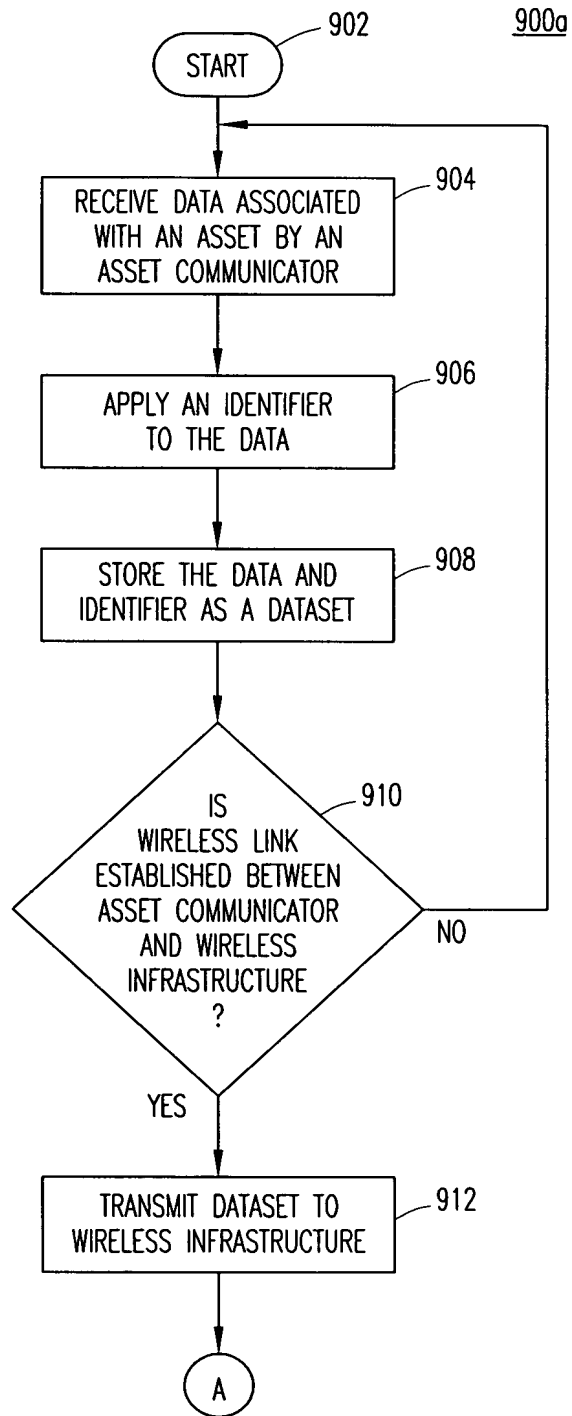 900a
902
START
904
RECEIVE DATA ASSOCIATED
WITH AN ASSET BY AN
ASSET COMMUNICATOR
906
APPLY AN IDENTIFIER
TO THE DATA
908
STORE THE DATA AND
IDENTIFIER AS A DATASET
910
IS
WIRELESS LINK
ESTABLISHED BETWEEN
ASSET COMMUNICATOR
AND WIRELESS
INFRASTRUCTURE
?
NO
YES
912
TRANSMIT DATASET TO
WIRELESS INFRASTRUCTURE
A